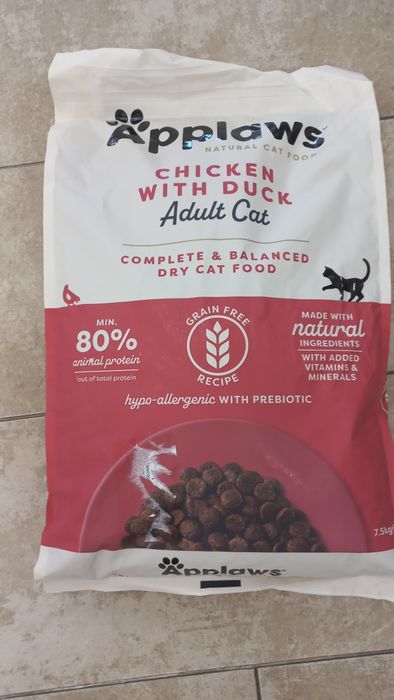 Applaws
NATURAL CAT FOOD
CHICKEN
WITH DUCK
Adult Cat
COMPLETE & BALANCED
DRY CAT FOOD
MIN.
80%
animal protein*
*out of total protein
GRAIN FREE
RECIPE
MADE WITH
natural
INGREDIENTS
WITH ADDED
VITAMINS &
MINERALS
hypo-allergenic WITH PREBIOTIC
7,5kg
Applaws